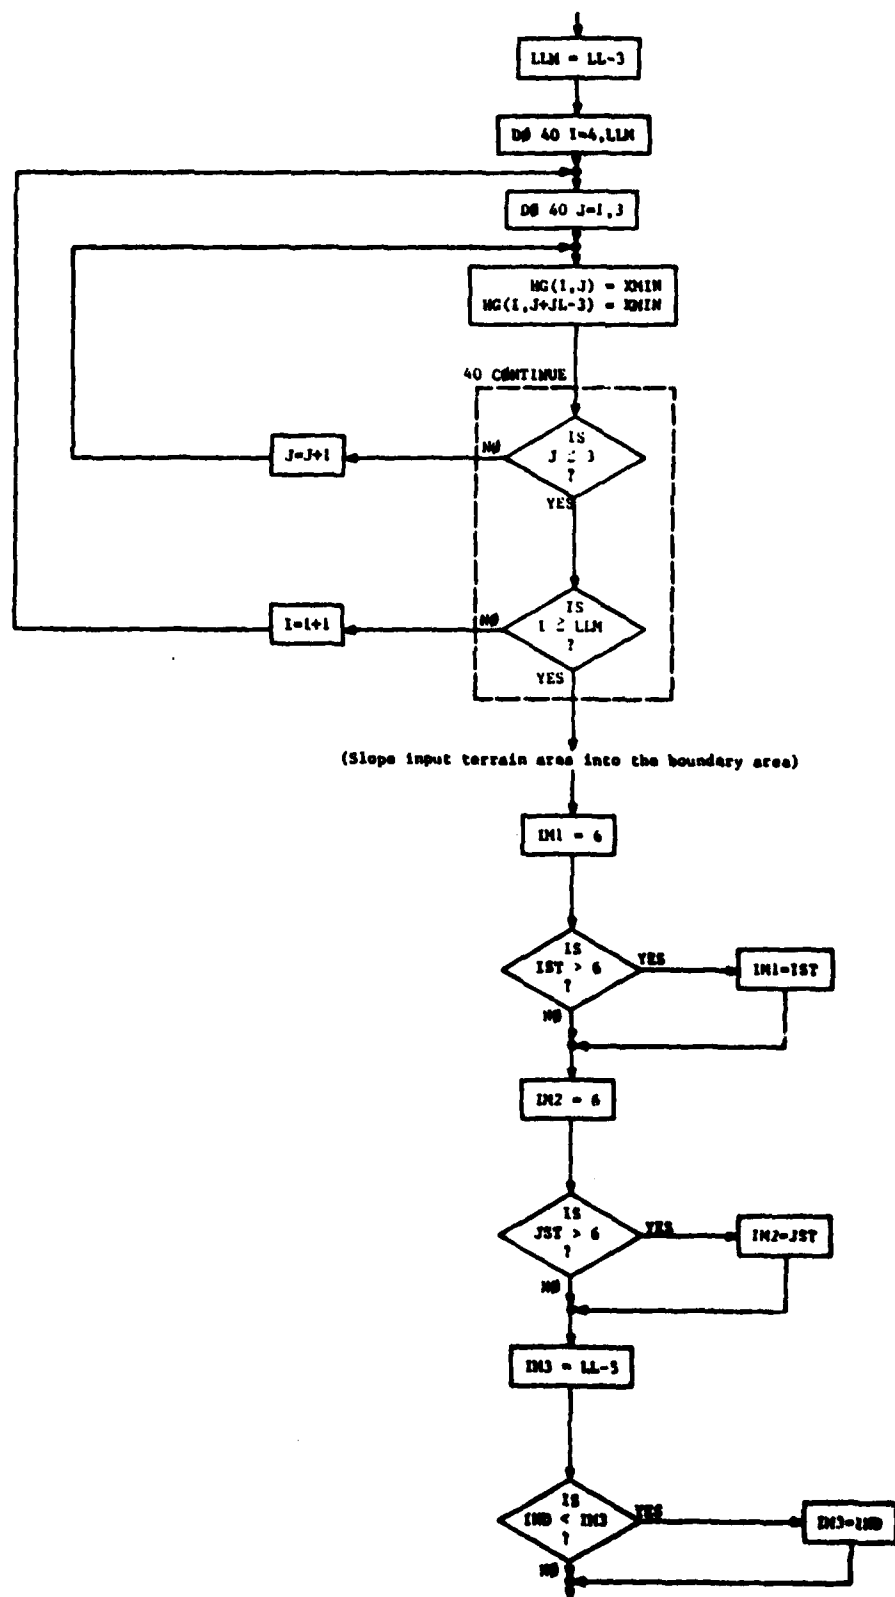 LLM = LL-3
DØ 40 I=4,LLM
DØ 40 J=1,3
HG(I,J) = XMIN
HG(I,J+JL-3) = XMIN
40 CØNTINUE
IS
J ≥ 3
?
NØ
J=J+1
YES
IS
I ≥ LLM
?
NØ
I=I+1
YES
(Slope input terrain area into the boundary area)
IM1 = 6
IS
IST > 6
?
YES
IM1=IST
NØ
IM2 = 6
IS
JST > 6
?
YES
IM2=JST
NØ
IM3 = LL-5
IS
IND < IM3
?
YES
IM3=IND
NØ